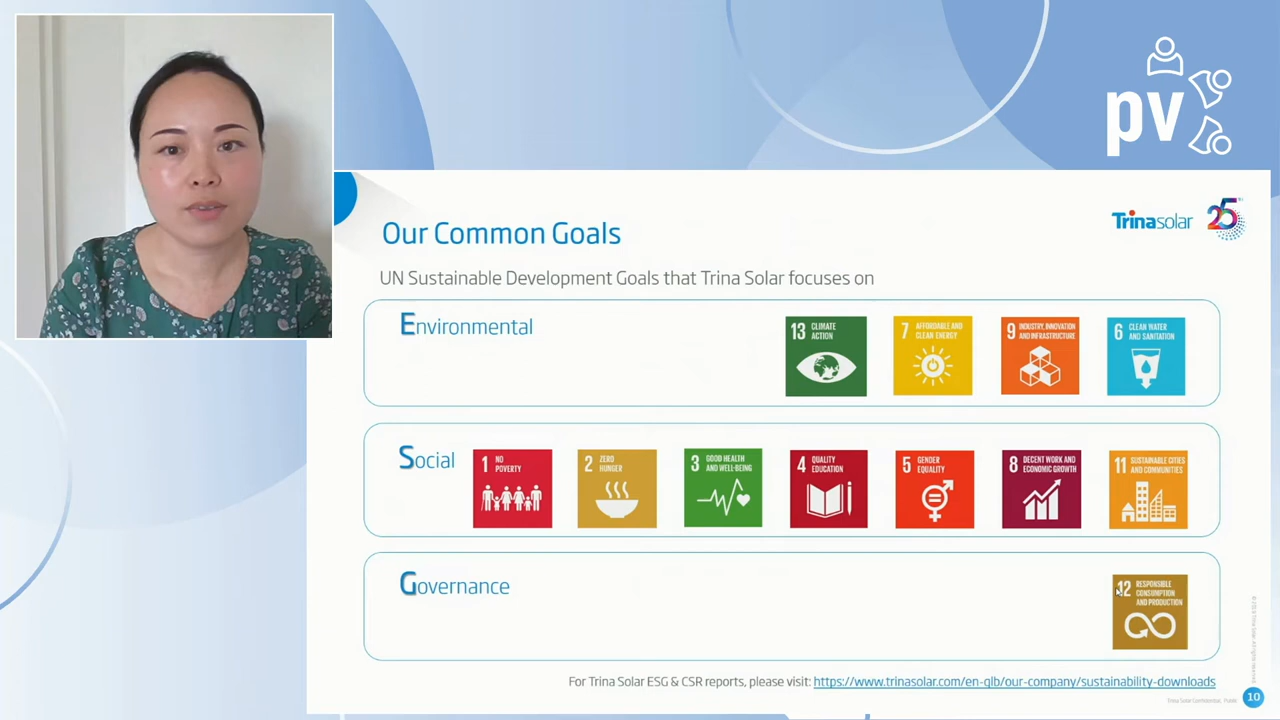 pv
Trinasolar 25
Our Common Goals
UN Sustainable Development Goals that Trina Solar focuses on
Environmental
13 CLIMATE
ACTION
7 AFFORDABLE AND
CLEAN ENERGY
9 INDUSTRY, INNOVATION
AND INFRASTRUCTURE
6 CLEAN WATER
AND SANITATION
Social
1 NO
POVERTY
2 ZERO
HUNGER
3 GOOD HEALTH
AND WELL-BEING
4 QUALITY
EDUCATION
5 GENDER
EQUALITY
8 DECENT WORK AND
ECONOMIC GROWTH
11 SUSTAINABLE CITIES
AND COMMUNITIES
Governance
12 RESPONSIBLE
CONSUMPTION
AND PRODUCTION
For Trina Solar ESG & CSR reports, please visit: https://www.trinasolar.com/en-glb/our-company/sustainability-downloads
Trina Solar Confidential, Public 10